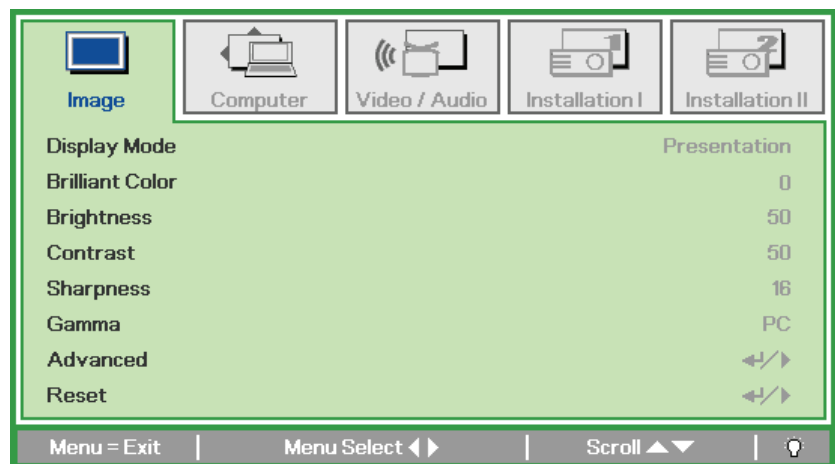 Image Computer Video / Audio Installation I Installation II
Display Mode Presentation
Brilliant Color 0
Brightness 50
Contrast 50
Sharpness 16
Gamma PC
Advanced
Reset
Menu = Exit Menu Select Scroll